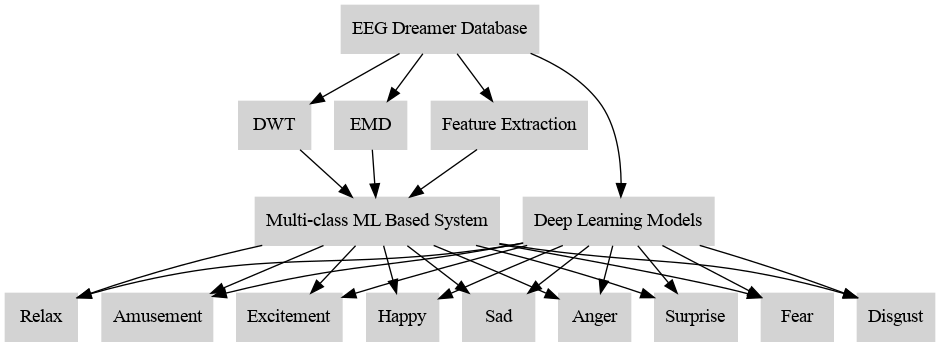 EEG Dreamer Database
DWT
EMD
Feature Extraction
Multi-class ML Based System
Deep Learning Models
Relax
Amusement
Excitement
Happy
Sad
Anger
Surprise
Fear
Disgust